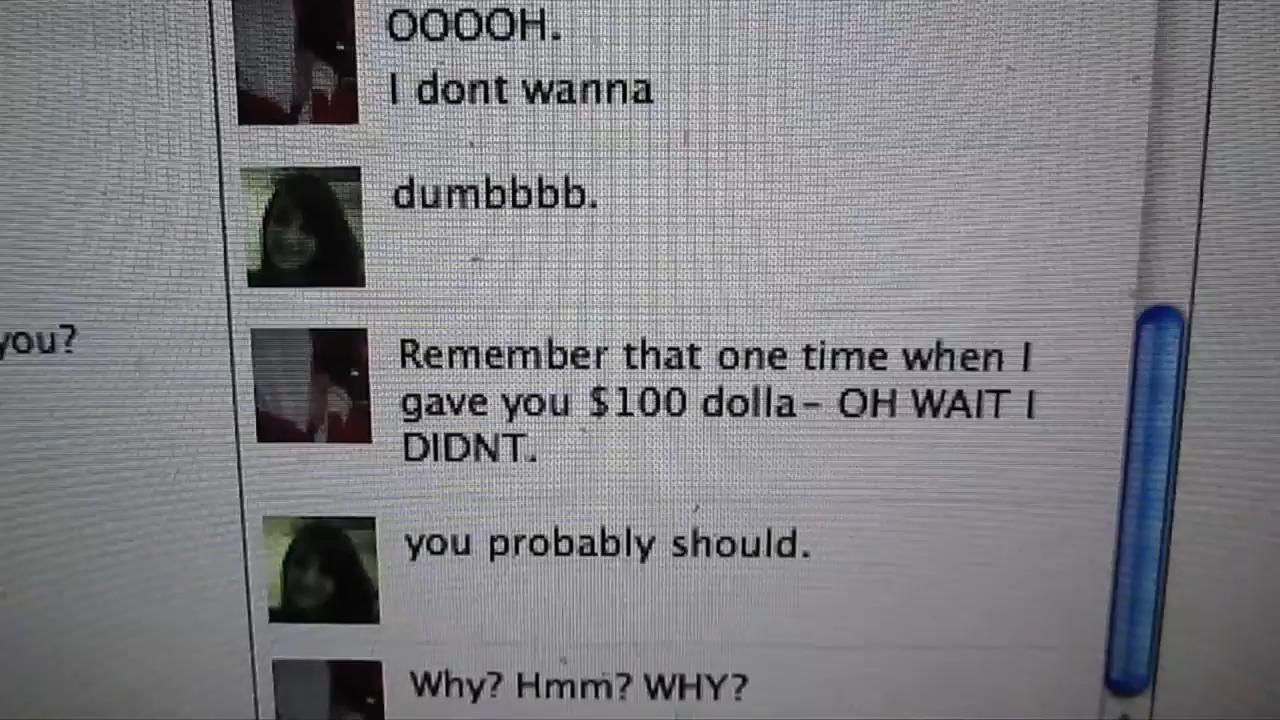 OOOOH.
I dont wanna
dumbbbb.
you?
Remember that one time when I
gave you $100 dolla- OH WAIT I
DIDNT.
you probably should.
Why? Hmm? WHY?